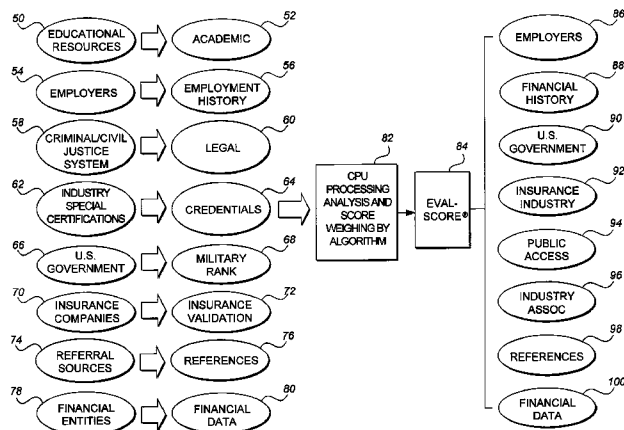 50
EDUCATIONAL
RESOURCES
52
ACADEMIC
54
EMPLOYERS
56
EMPLOYMENT
HISTORY
58
CRIMINAL/CIVIL
JUSTICE
SYSTEM
60
LEGAL
62
INDUSTRY
SPECIAL
CERTIFICATIONS
64
CREDENTIALS
66
U.S.
GOVERNMENT
68
MILITARY
RANK
70
INSURANCE
COMPANIES
72
INSURANCE
VALIDATION
74
REFERRAL
SOURCES
76
REFERENCES
78
FINANCIAL
ENTITIES
80
FINANCIAL
DATA
82
CPU
PROCESSING
ANALYSIS AND
SCORE
WEIGHING BY
ALGORITHM
84
EVAL-
SCORE®
86
EMPLOYERS
88
FINANCIAL
HISTORY
90
U.S.
GOVERNMENT
92
INSURANCE
INDUSTRY
94
PUBLIC
ACCESS
96
INDUSTRY
ASSOC
98
REFERENCES
100
FINANCIAL
DATA